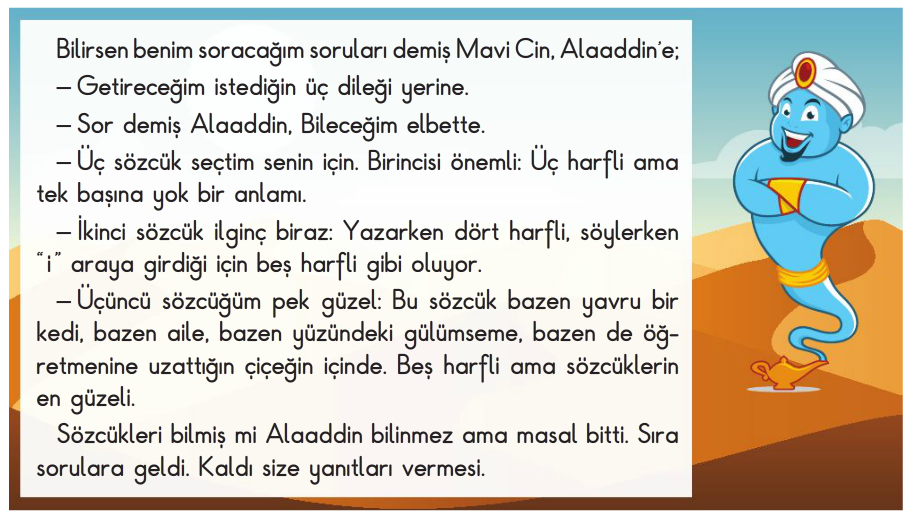 Bilirsen benim soracağım soruları demiş Mavi Cin, Alaaddin'e;
– Getireceğim istediğin üç dileği yerine.
– Sor demiş Alaaddin, Bileceğim elbette.
– Üç sözcük seçtim senin için. Birincisi önemli: Üç harfli ama
tek başına yok bir anlamı.
– İkinci sözcük ilginç biraz: Yazarken dört harfli, söylerken
“i” araya girdiği için beş harfli gibi oluyor.
– Üçüncü sözcüğüm pek güzel: Bu sözcük bazen yavru bir
kedi, bazen aile, bazen yüzündeki gülümseme, bazen de öğ-
retmenine uzattığın çiçeğin içinde. Beş harfli ama sözcüklerin
en güzeli.
Sözcükleri bilmiş mi Alaaddin bilinmez ama masal bitti. Sıra
sorulara geldi. Kaldı size yanıtları vermesi.